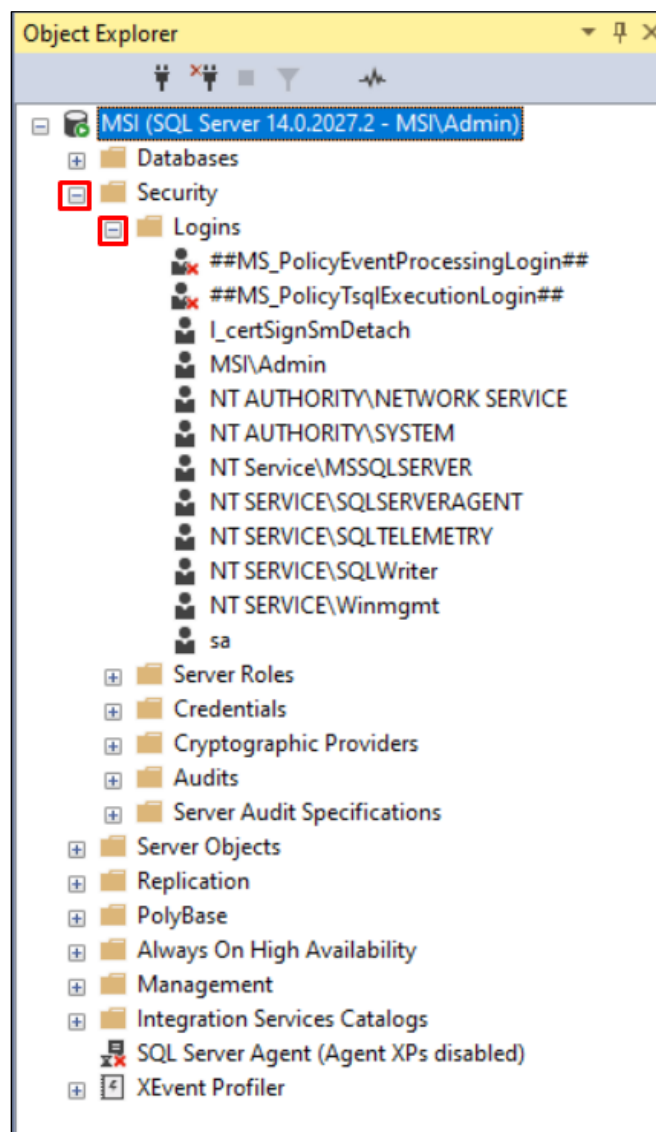 Object Explorer
MSI (SQL Server 14.0.2027.2 - MSI\Admin)
Databases
Security
Logins
##MS_PolicyEventProcessingLogin##
##MS_PolicyTsqlExecutionLogin##
l_certSignSmDetach
MSI\Admin
NT AUTHORITY\NETWORK SERVICE
NT AUTHORITY\SYSTEM
NT Service\MSSQLSERVER
NT SERVICE\SQLSERVERAGENT
NT SERVICE\SQLTELEMETRY
NT SERVICE\SQLWriter
NT SERVICE\Winmgmt
sa
Server Roles
Credentials
Cryptographic Providers
Audits
Server Audit Specifications
Server Objects
Replication
PolyBase
Always On High Availability
Management
Integration Services Catalogs
SQL Server Agent (Agent XPs disabled)
XEvent Profiler